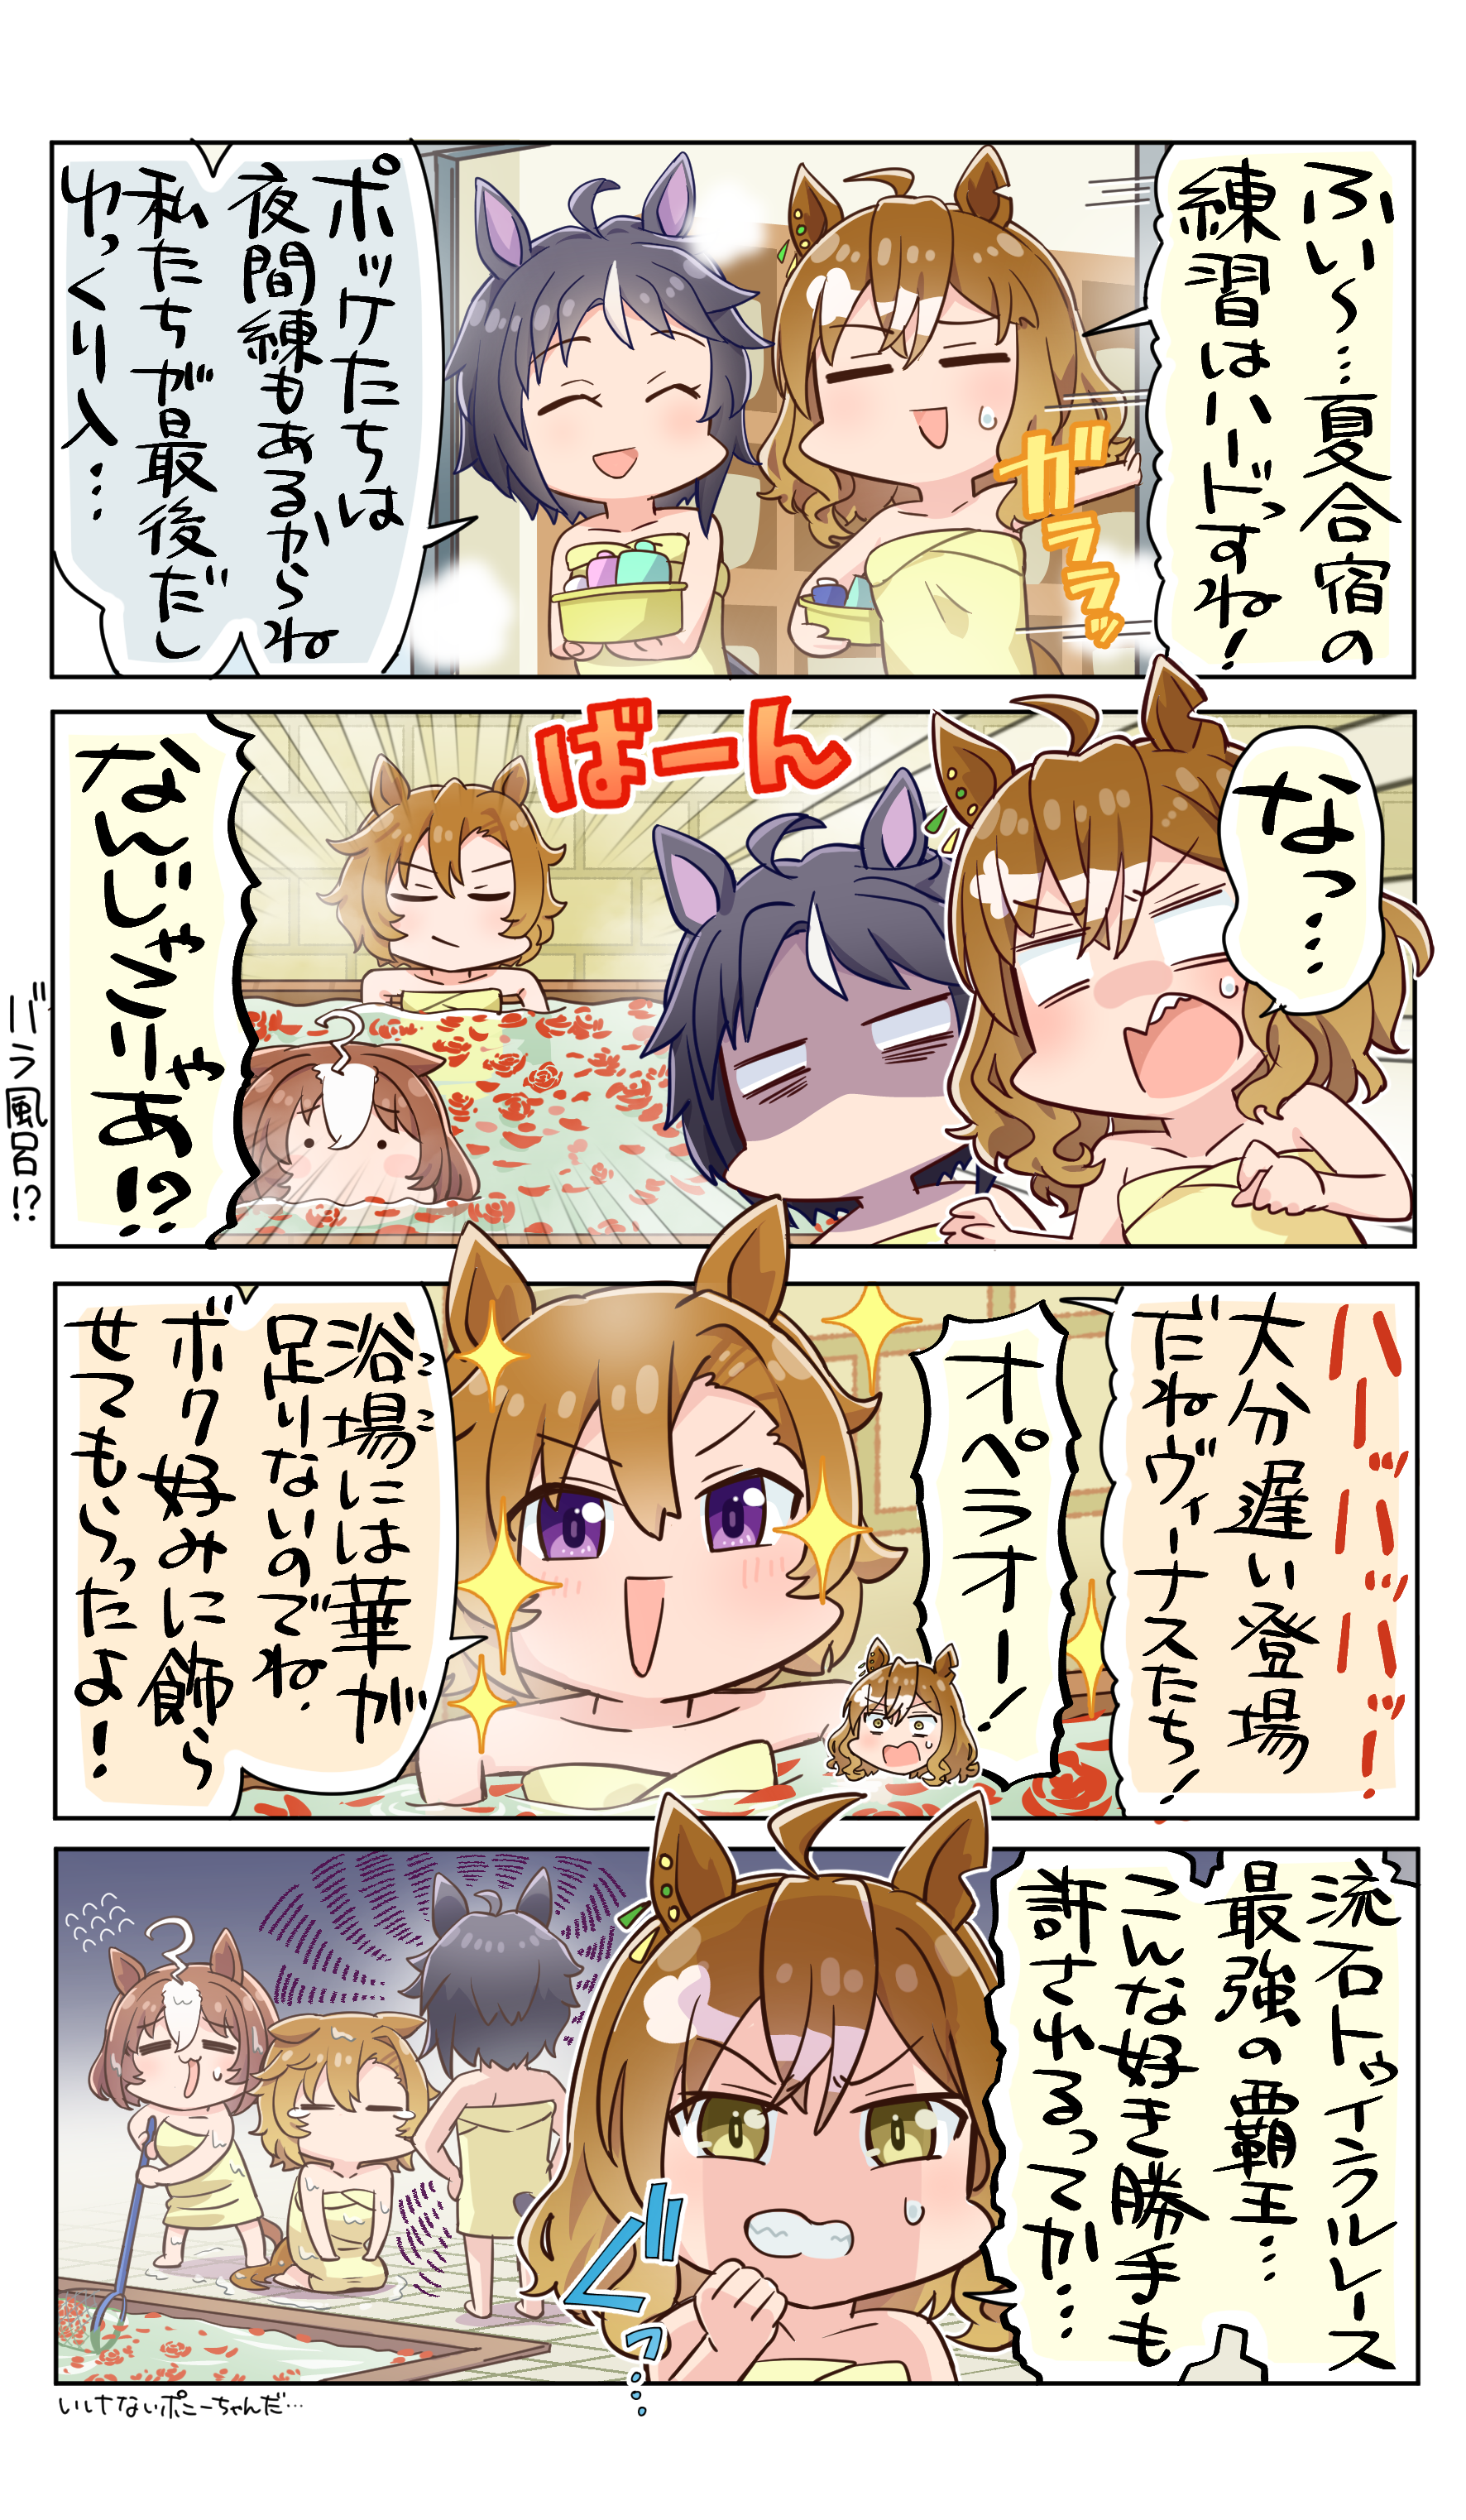 ふぃ〜…夏合宿の
練習はハードっすね!
ガララララッ
ポッケたちは
夜間練もあるからね
私たちが最後だし
ゆっくり入…
なっ…
ばーん
なんじゃこりゃあ!?
バラ風呂!?
ハーッハッハッハッ!
大分遅い登場
だねヴィーナスたち!
オペラオー!
浴場には華が
足りないのでね、
ボク好みに飾ら
せてもらったよ!
流石トゥインクルレース
最強の覇王…
こんな好き勝手も
許されるってか…
グッ…
いけないポニーちゃんだ…